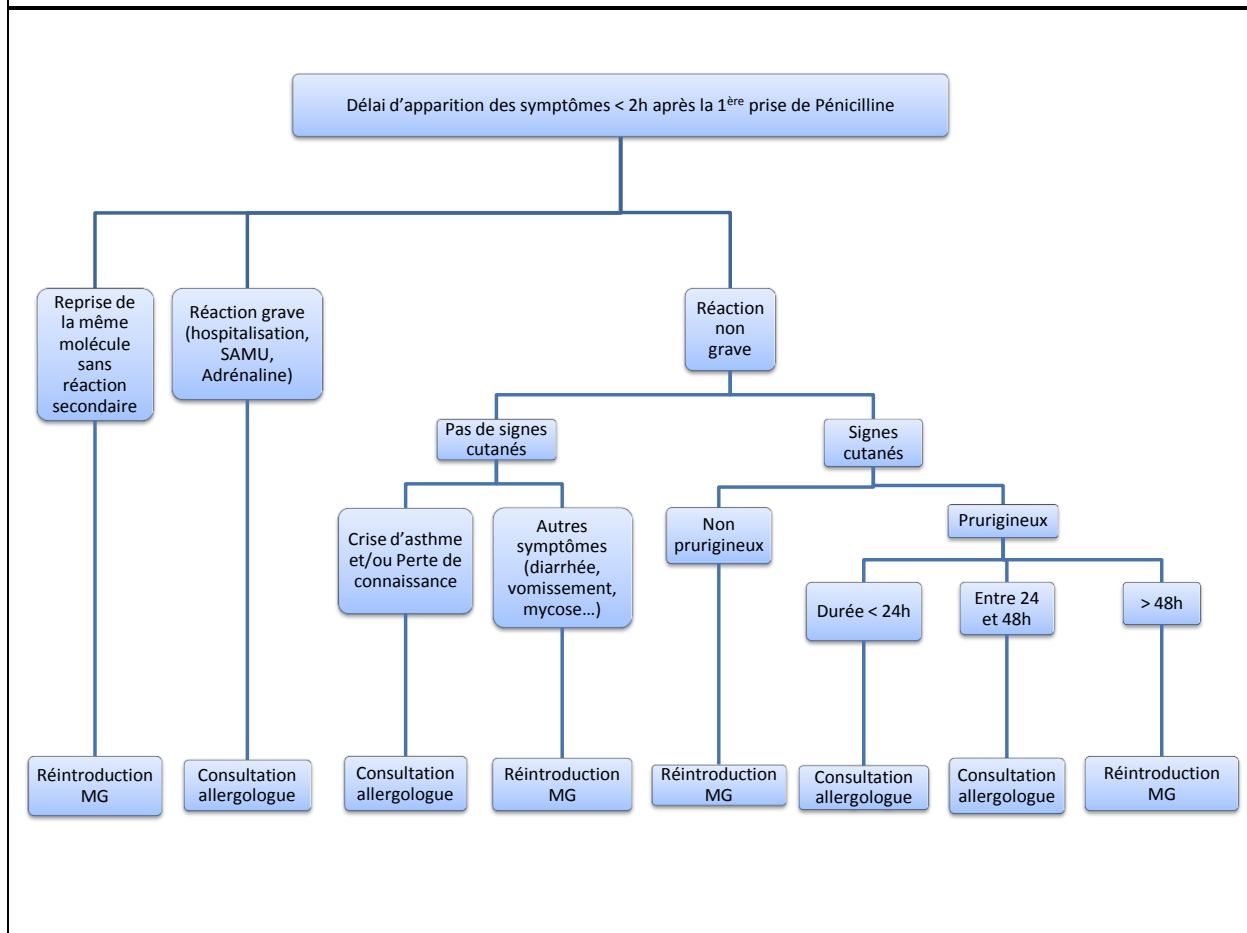 Délai d'apparition des symptômes < 2h après la 1ère prise de Pénicilline
Reprise de
la même
molécule
sans
réaction
secondaire
Réaction grave
(hospitalisation,
SAMU,
Adrénaline)
Réaction
non
grave
Pas de signes
cutanés
Signes
cutanés
Crise d'asthme
et/ou Perte de
connaissance
Autres
symptômes
(diarrhée,
vomissement,
mycose…)
Non
prurigineux
Prurigineux
Durée < 24h
Entre 24
et 48h
> 48h
Réintroduction
MG
Consultation
allergologue
Consultation
allergologue
Réintroduction
MG
Réintroduction
MG
Consultation
allergologue
Consultation
allergologue
Réintroduction
MG